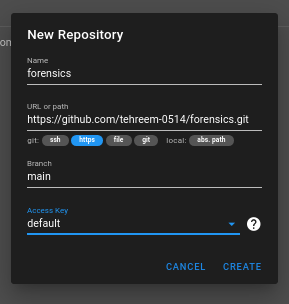 New Repository
on
Name
forensics
URL or path
https://github.com/tehreem-0514/forensics.git
git: ssh https file git local: abs. path
Branch
main
Access Key
default
?
CANCEL CREATE